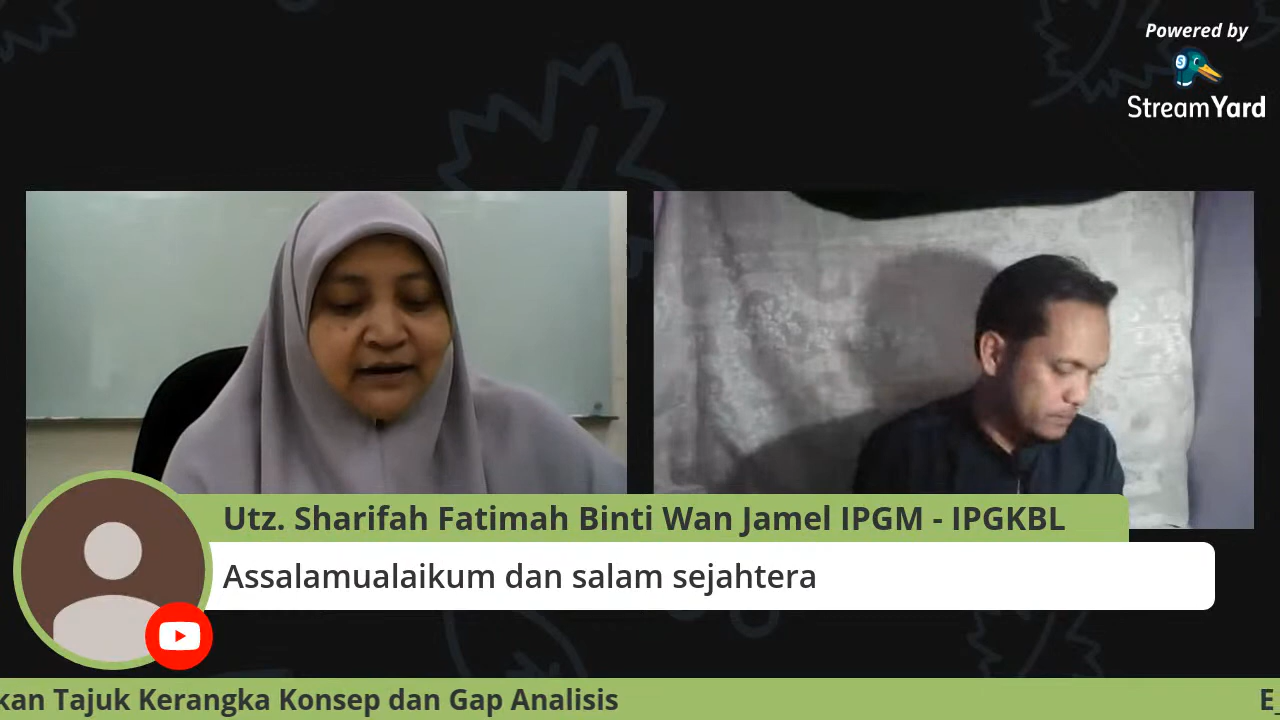 Powered by
StreamYard
Utz. Sharifah Fatimah Binti Wan Jamel IPGM - IPGKBL
Assalamualaikum dan salam sejahtera
kan Tajuk Kerangka Konsep dan Gap Analisis
E_